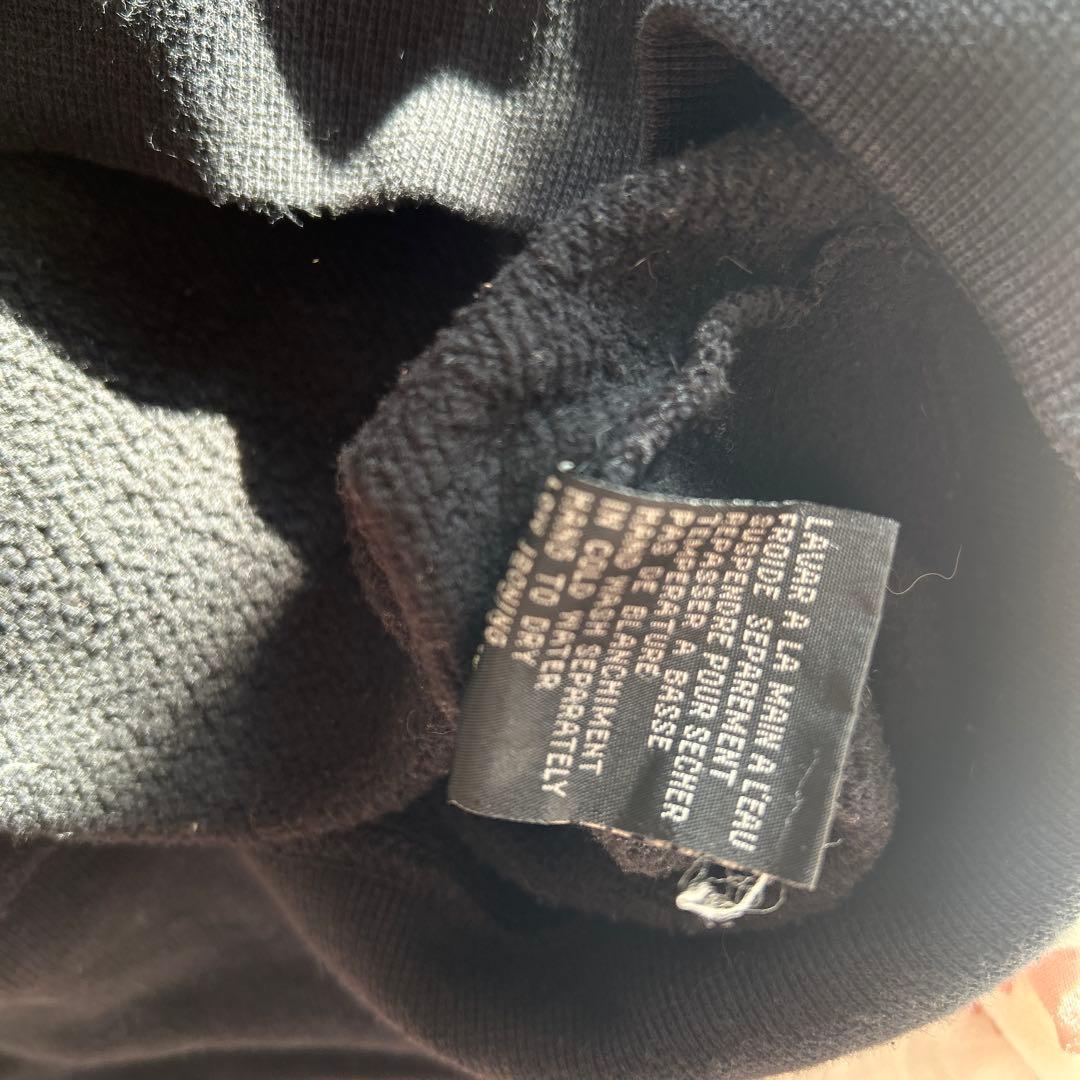 LAVAR A LA MAIN A L'EAU
FROIDE SEPAREMENT
SUSPENDRE POUR SECHER
REPASSER A BASSE
TEMPERATURE
PAS DE BLANCHIMENT
HAND WASH SEPARATELY
IN COLD WATER
HANG TO DRY
LOW IRONING